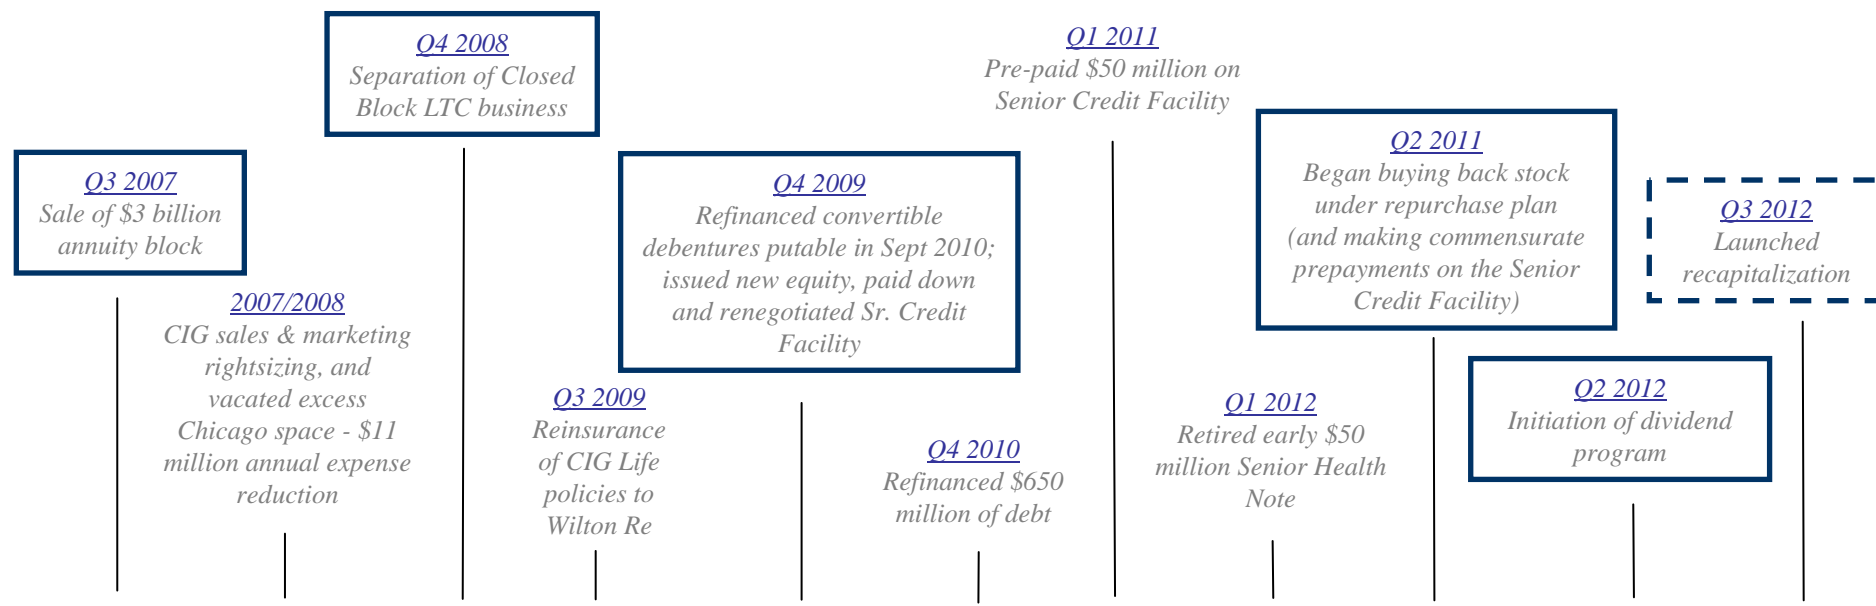 Q3 2007
Sale of $3 billion
annuity block
2007/2008
CIG sales & marketing
rightsizing, and
vacated excess
Chicago space - $11
million annual expense
reduction
Q4 2008
Separation of Closed
Block LTC business
Q3 2009
Reinsurance
of CIG Life
policies to
Wilton Re
Q4 2009
Refinanced convertible
debentures putable in Sept 2010;
issued new equity, paid down
and renegotiated Sr. Credit
Facility
Q4 2010
Refinanced $650
million of debt
Q1 2011
Pre-paid $50 million on
Senior Credit Facility
Q1 2012
Retired early $50
million Senior Health
Note
Q2 2011
Began buying back stock
under repurchase plan
(and making commensurate
prepayments on the Senior
Credit Facility)
Q2 2012
Initiation of dividend
program
Q3 2012
Launched
recapitalization